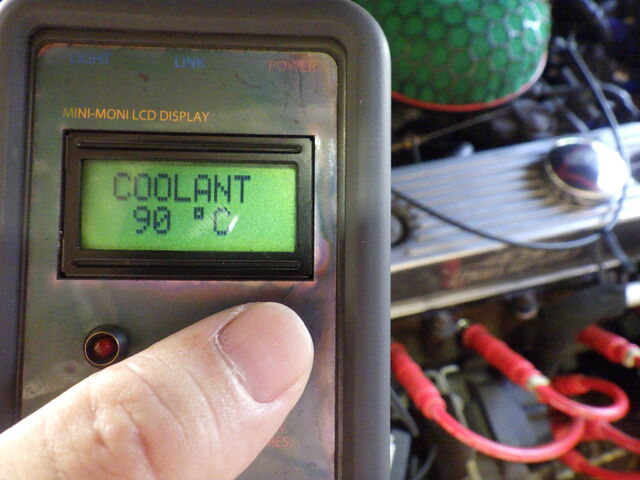 LIGHT LINK POWER
MINI-MONI LCD DISPLAY
COOLANT
90 °C